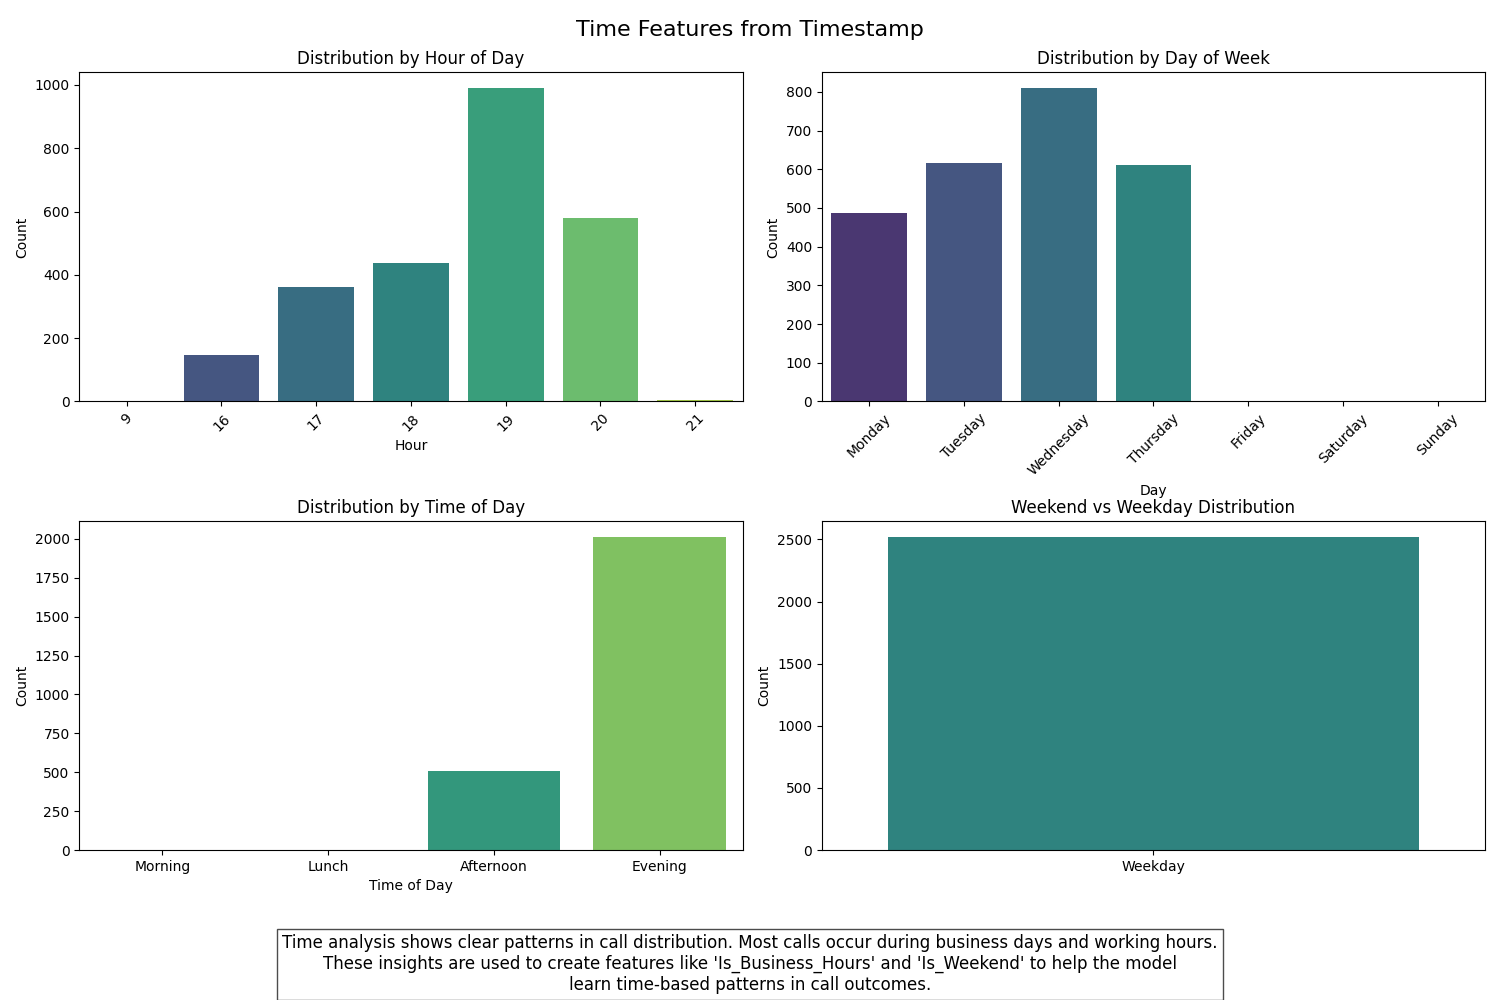 Time Features from Timestamp
Distribution by Hour of Day
Count
1000
800
600
400
200
0
9
16
17
18
19
20
21
Hour
Distribution by Day of Week
Count
800
700
600
500
400
300
200
100
0
Monday
Tuesday
Wednesday
Thursday
Friday
Saturday
Sunday
Day
Distribution by Time of Day
Count
2000
1750
1500
1250
1000
750
500
250
0
Morning
Lunch
Afternoon
Evening
Time of Day
Weekend vs Weekday Distribution
Count
2500
2000
1500
1000
500
0
Weekday
Time analysis shows clear patterns in call distribution. Most calls occur during business days and working hours.
These insights are used to create features like 'Is_Business_Hours' and 'Is_Weekend' to help the model
learn time-based patterns in call outcomes.